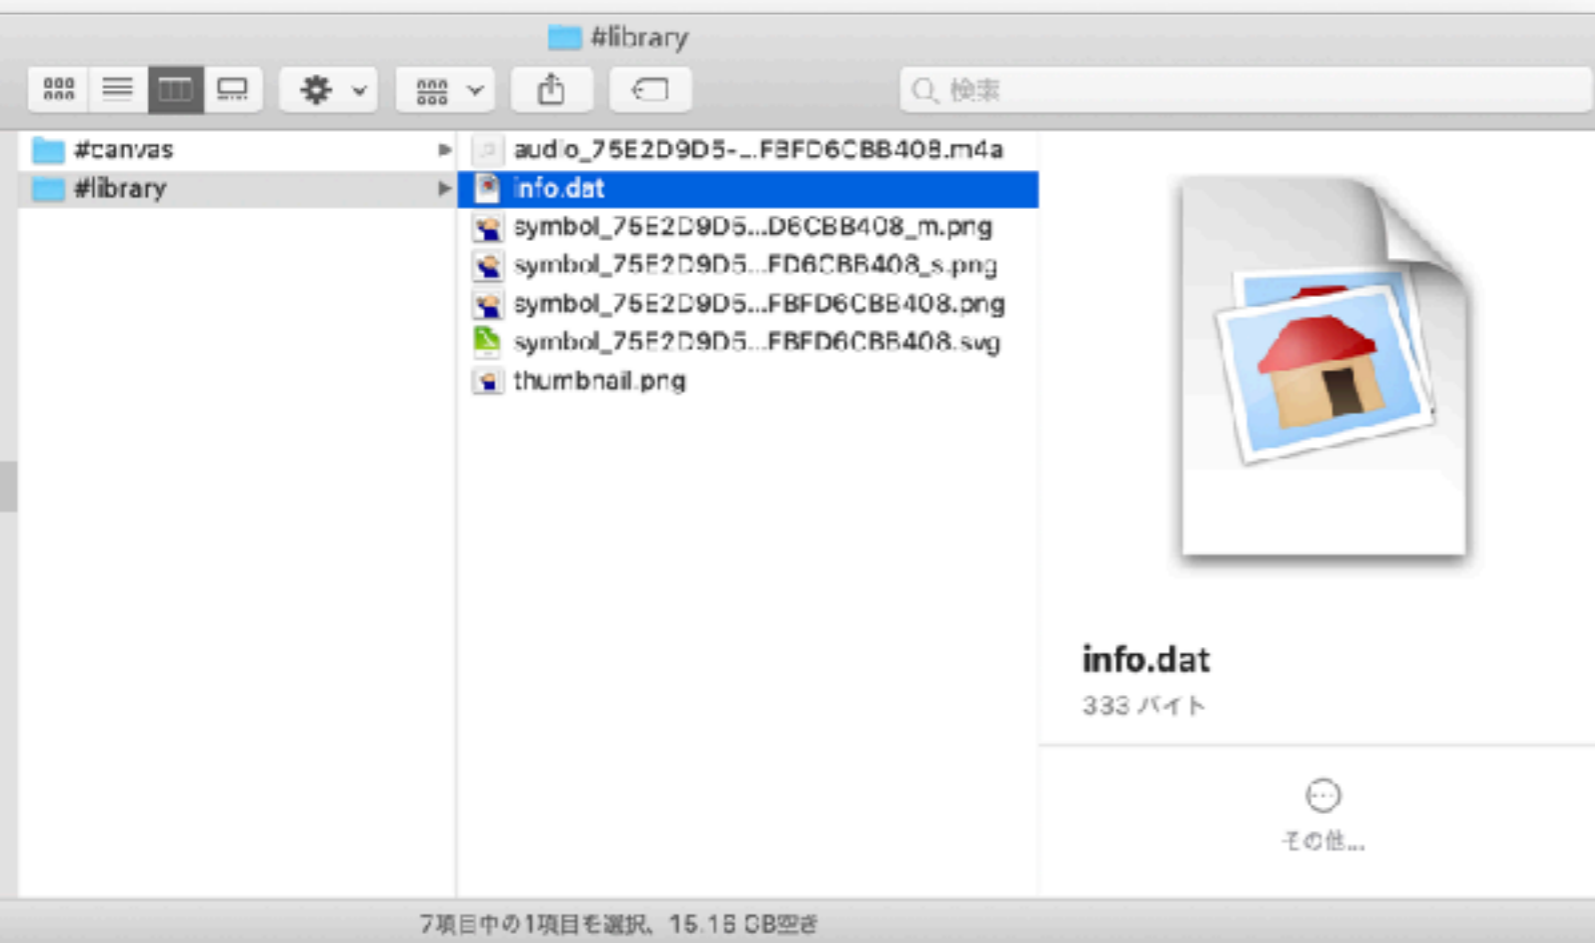 #library
検索
#canvas
#library
audio_75E2D9D5-...FBFD6CBB408.m4a
info.dat
symbol_75E2D9D5...D6CBB408_m.png
symbol_75E2D9D5...FD6CBB408_s.png
symbol_75E2D9D5...FBFD6CBB408.png
symbol_75E2D9D5...FBFD6CBB408.svg
thumbnail.png
info.dat
333 バイト
その他...
7項目中の1項目を選択、15.16 GB空き